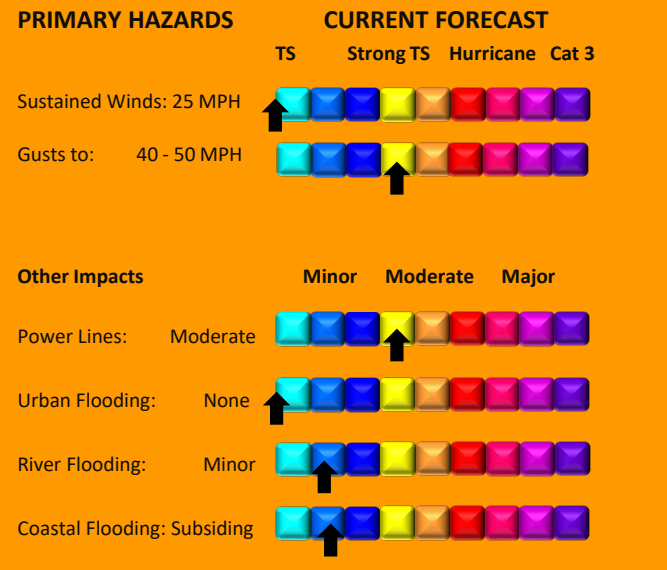 PRIMARY HAZARDS CURRENT FORECAST
TS Strong TS Hurricane Cat 3
Sustained Winds: 25 MPH
Gusts to: 40 - 50 MPH
Other Impacts Minor Moderate Major
Power Lines: Moderate
Urban Flooding: None
River Flooding: Minor
Coastal Flooding: Subsiding